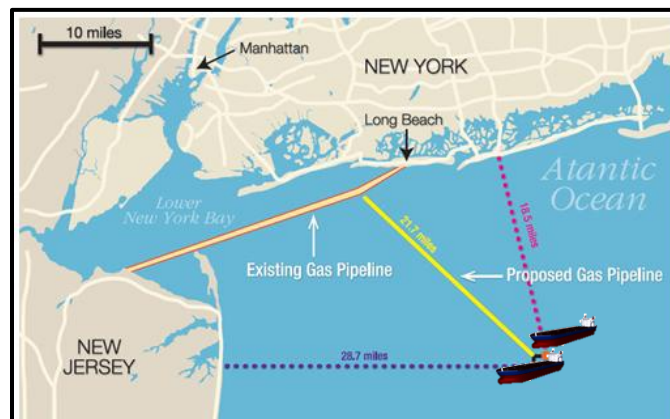 10 miles
Manhattan
NEW YORK
Long Beach
Atantic
Ocean
Lower
New York Bay
18.5 miles
21.7 miles
Existing Gas Pipeline
Proposed Gas Pipeline
NEW
JERSEY
28.7 miles